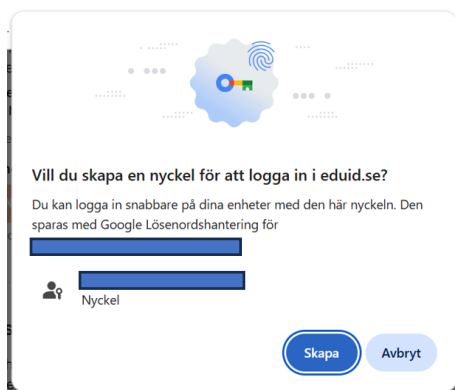 Vill du skapa en nyckel för att logga in i eduid.se?
Du kan logga in snabbare på dina enheter med den här nyckeln. Den
sparas med Google Lösenordshantering för
Nyckel
Skapa
Avbryt